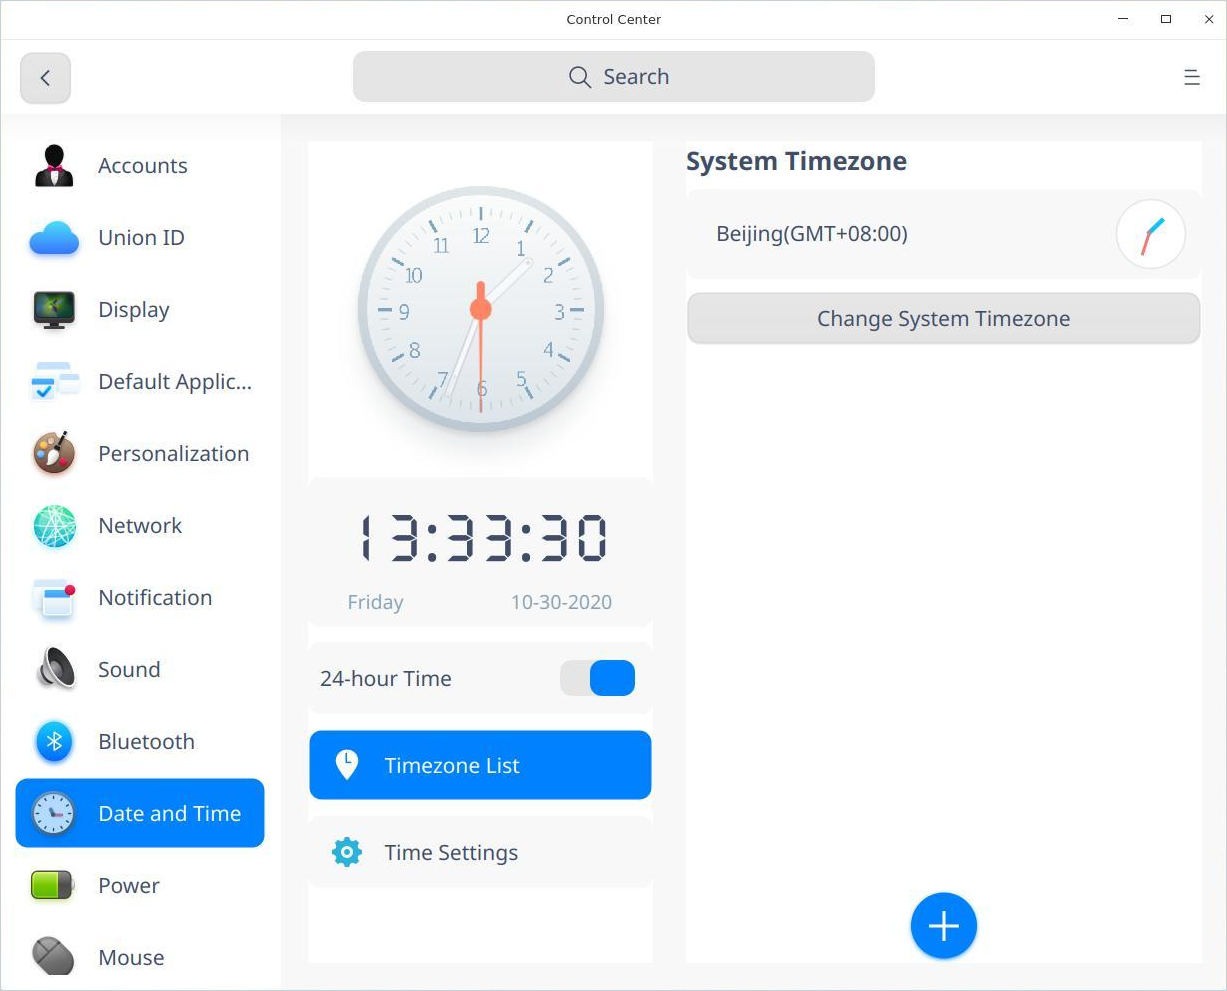 Control Center
Search
Accounts
Union ID
Display
Default Applic...
Personalization
Network
Notification
Sound
Bluetooth
Date and Time
Power
Mouse
12
1
2
3
4
5
6
7
8
9
10
11
13:33:30
Friday 10-30-2020
24-hour Time
Timezone List
Time Settings
System Timezone
Beijing(GMT+08:00)
Change System Timezone